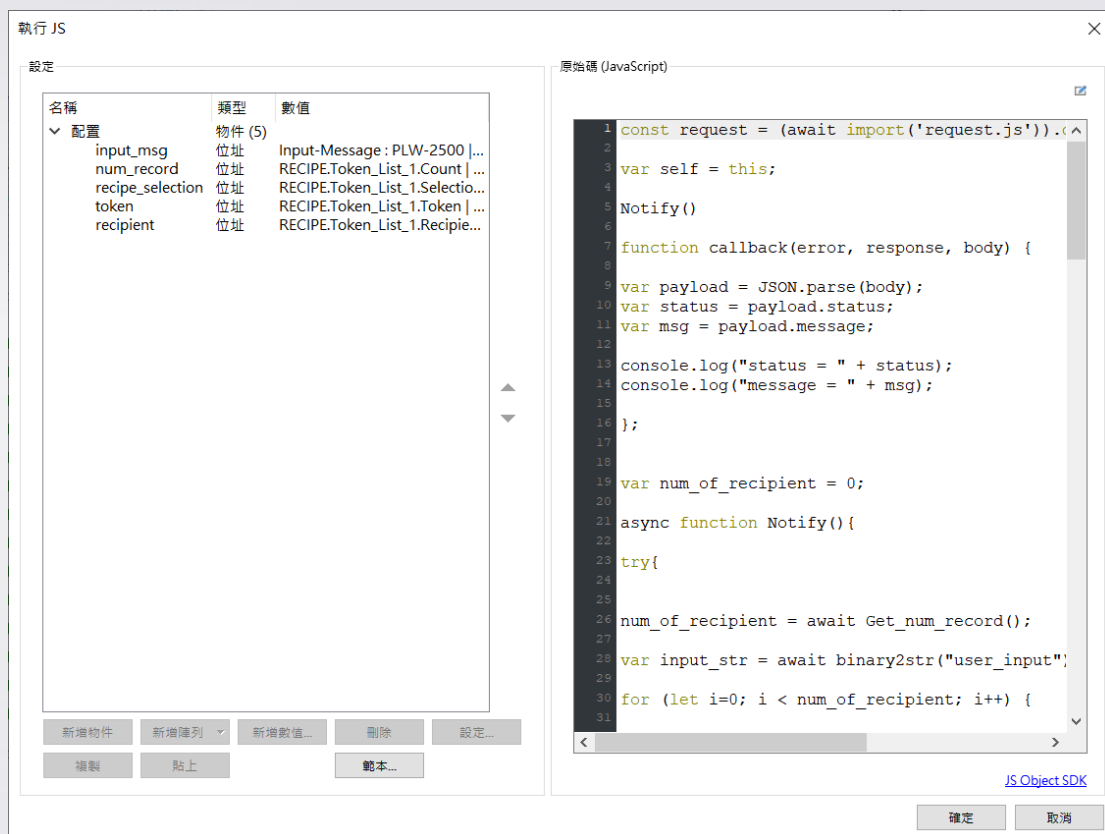 執行 JS
設定
名稱 類型 數值
配置 物件 (5)
input_msg 位址 Input-Message : PLW-2500 |...
num_record 位址 RECIPE.Token_List_1.Count | ...
recipe_selection 位址 RECIPE.Token_List_1.Selectio...
token 位址 RECIPE.Token_List_1.Token | ...
recipient 位址 RECIPE.Token_List_1.Recipie...
新增物件 新增陣列 新增數值... 刪除 設定...
複製 貼上 範本...
原始碼 (JavaScript)
1 const request = (await import('request.js')).
2
3 var self = this;
4
5 Notify()
6
7 function callback(error, response, body) {
8
9 var payload = JSON.parse(body);
10 var status = payload.status;
11 var msg = payload.message;
12
13 console.log("status = " + status);
14 console.log("message = " + msg);
15
16 };
17
18
19 var num_of_recipient = 0;
20
21 async function Notify(){
22
23 try{
24
25
26 num_of_recipient = await Get_num_record();
27
28 var input_str = await binary2str("user_input")
29
30 for (let i=0; i < num_of_recipient; i++) {
31
JS Object SDK
確定 取消